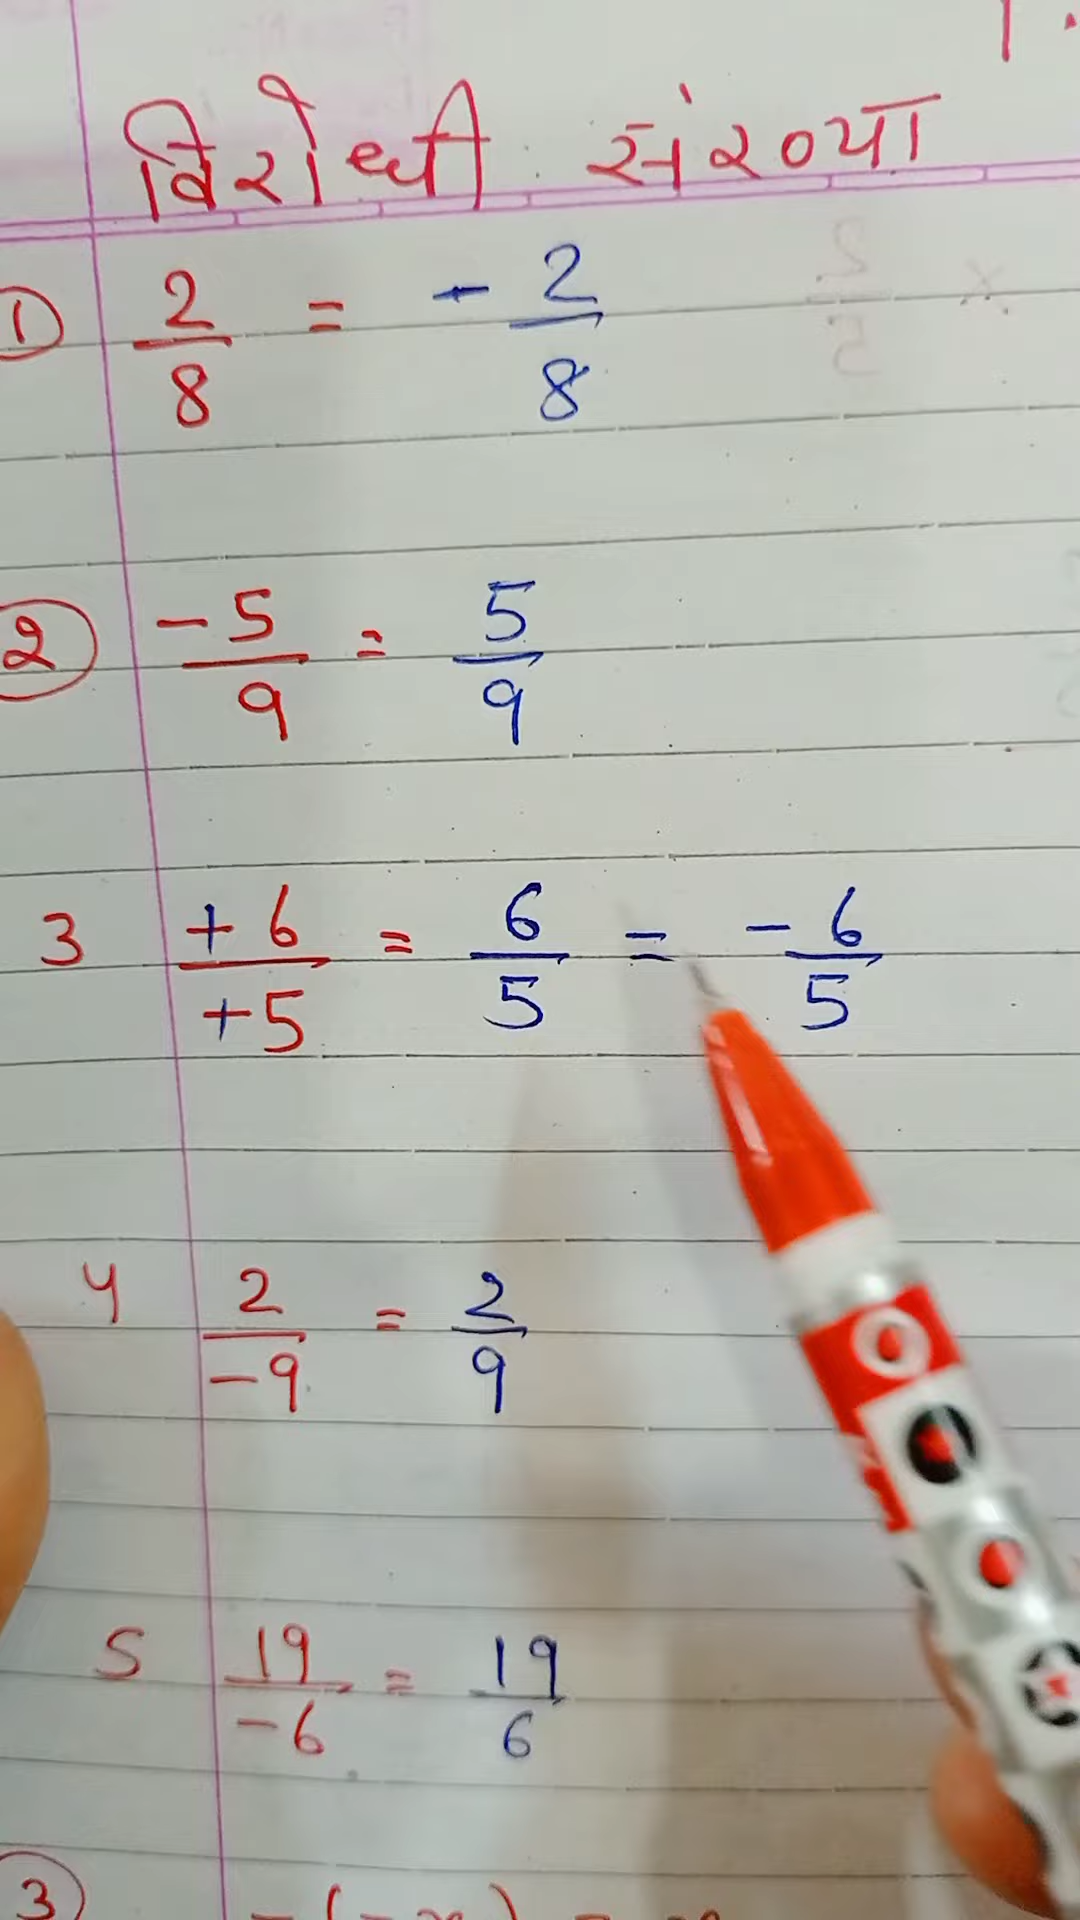 विरोधी संख्या
① 2/8 = - 2/8
② -5/9 = 5/9
3 +6/+5 = 6/5 = -6/5
4 2/-9 = 2/9
5 19/-6 = 19/6
③